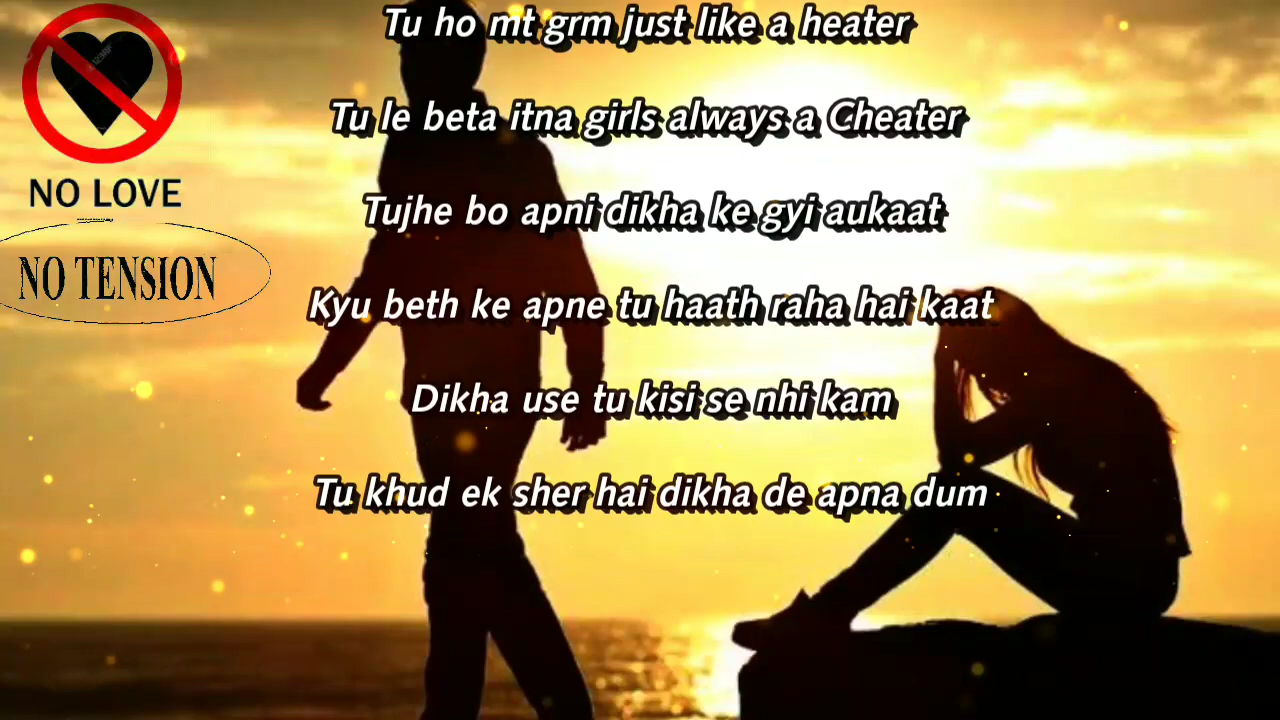 Tu ho mt grm just like a heater
Tu le beta itna girls always a Cheater
Tujhe bo apni dikha ke gyi aukaat
Kyu beth ke apne tu haath raha hai kaat
Dikha use tu kisi se nhi kam
Tu khud ek sher hai dikha de apna dum
NO LOVE
NO TENSION